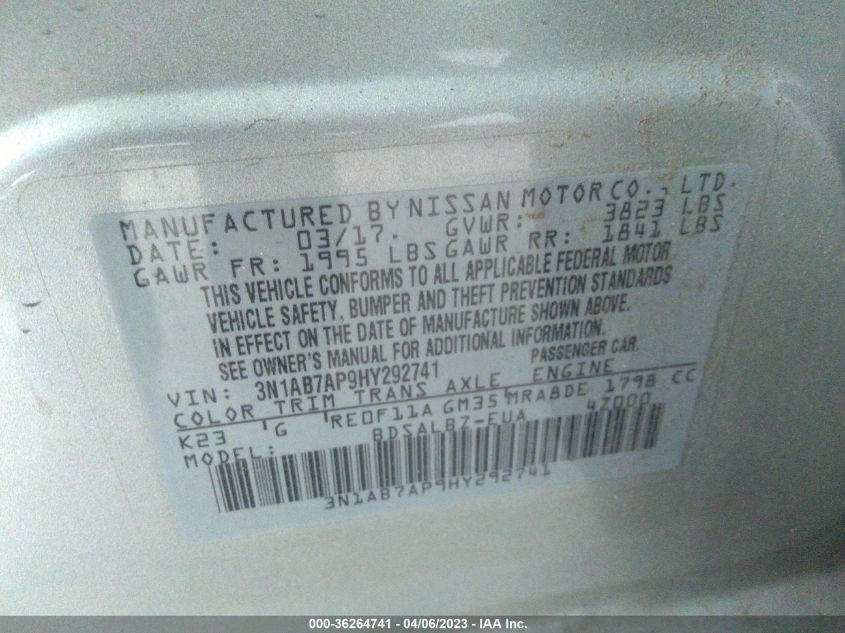 MANUFACTURED BY NISSAN MOTOR CO., LTD.
DATE: 03/17. GVWR: 3823 LBS
GAWR FR: 1995 LBS GAWR RR: 1841 LBS
THIS VEHICLE CONFORMS TO ALL APPLICABLE FEDERAL MOTOR
VEHICLE SAFETY, BUMPER AND THEFT PREVENTION STANDARDS
IN EFFECT ON THE DATE OF MANUFACTURE SHOWN ABOVE.
SEE OWNER'S MANUAL FOR ADDITIONAL INFORMATION.
VIN: 3N1AB7AP9HY292741 PASSENGER CAR.
COLOR TRIM TRANS AXLE ENGINE
K23 G RE0F11A GM35 MRA8DE 1798 CC
MODEL: BDSALBZ-EUA 47000
3N1AB7AP9HY292741
000-36264741 - 04/06/2023 - IAA Inc.